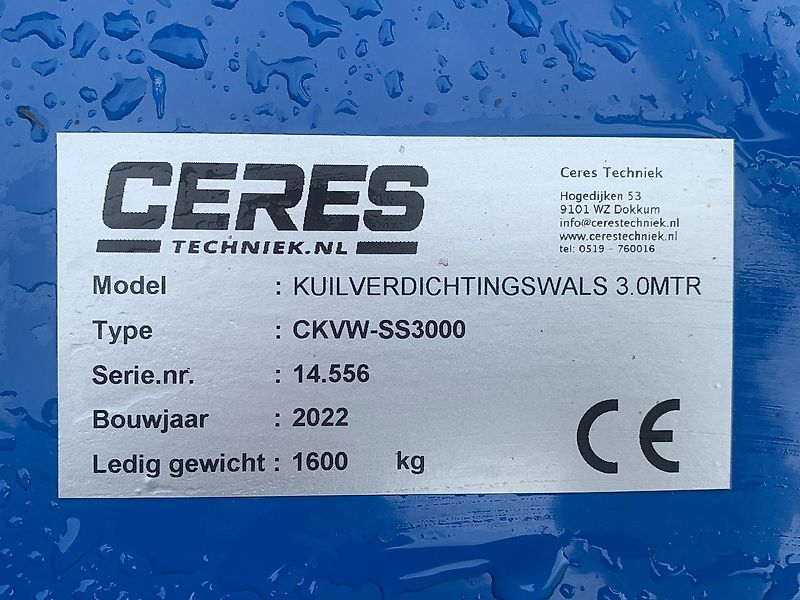 CERES
TECHNIEK.NL
Ceres Techniek
Hogedijken 53
9101 WZ Dokkum
info@cerestechniek.nl
www.cerestechniek.nl
tel: 0519 - 760016
Model : KUILVERDICHTINGSWALS 3.0MTR
Type : CKVW-SS3000
Serie.nr. : 14.556
Bouwjaar : 2022
Ledig gewicht : 1600 kg
CE